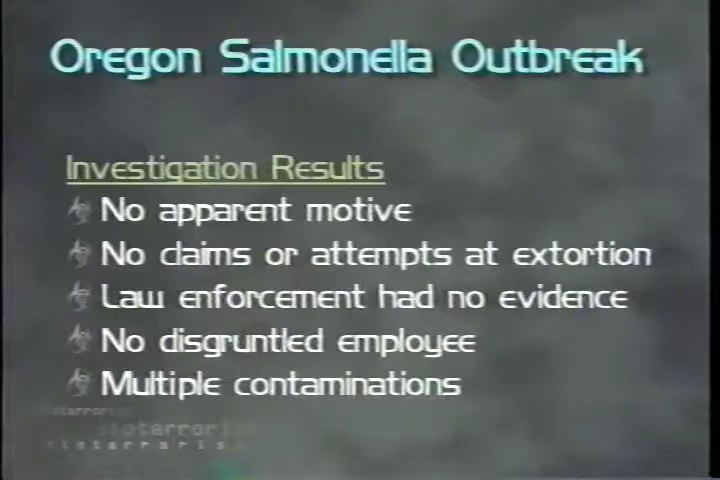 Oregon Salmonella Outbreak
Investigation Results
No apparent motive
No claims or attempts at extortion
Law enforcement had no evidence
No disgruntled employee
Multiple contaminations